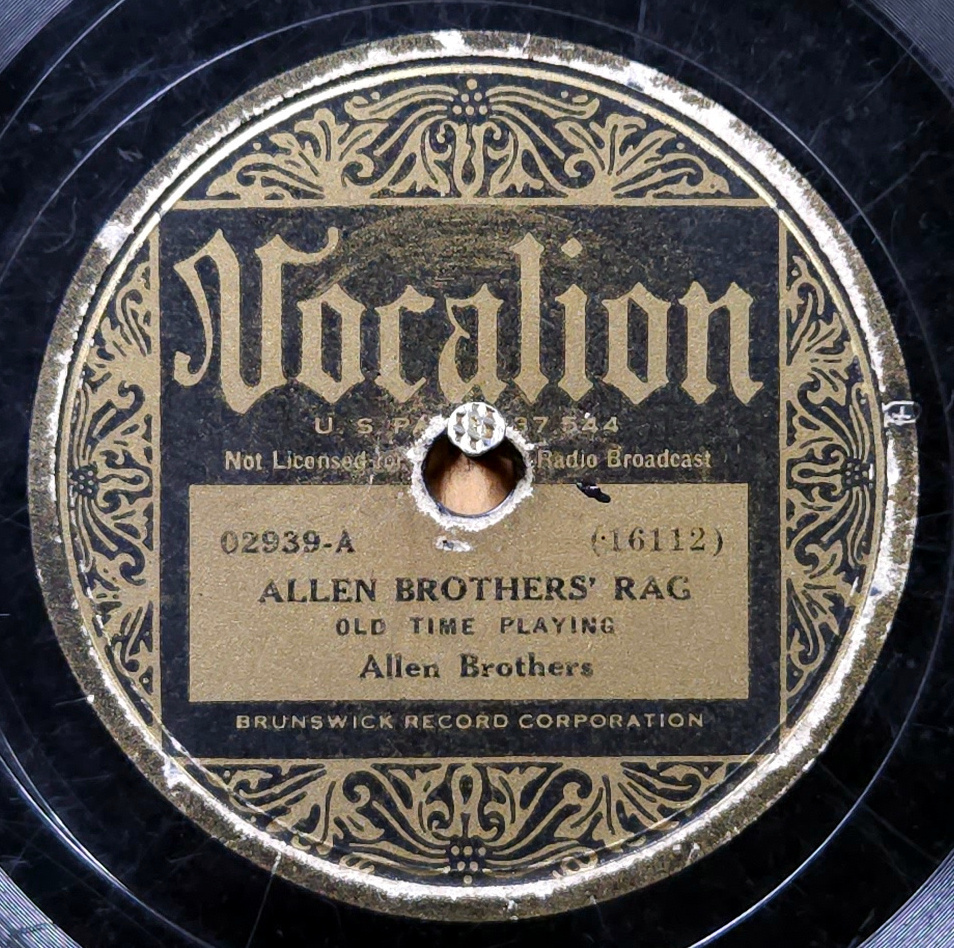 Vocalion
U. S. 37 544
Not Licensed for Radio Broadcast
02939-A (16112)
ALLEN BROTHERS' RAG
OLD TIME PLAYING
Allen Brothers
BRUNSWICK RECORD CORPORATION